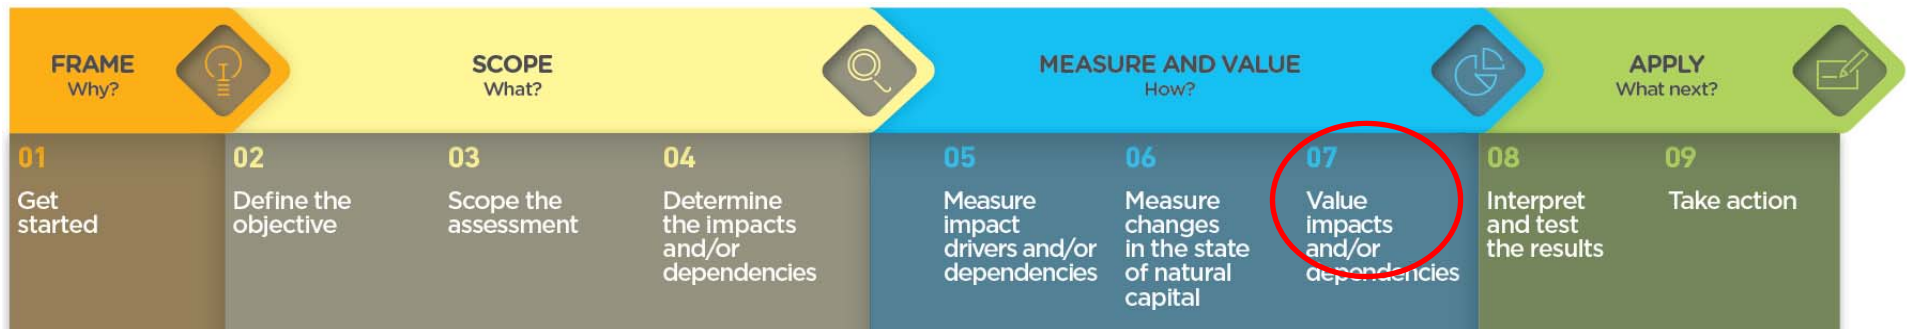 FRAME
Why?
SCOPE
What?
MEASURE AND VALUE
How?
APPLY
What next?
01
Get
started
02
Define the
objective
03
Scope the
assessment
04
Determine
the impacts
and/or
dependencies
05
Measure
impact
drivers and/or
dependencies
06
Measure
changes
in the state
of natural
capital
07
Value
impacts
and/or
dependencies
08
Interpret
and test
the results
09
Take action